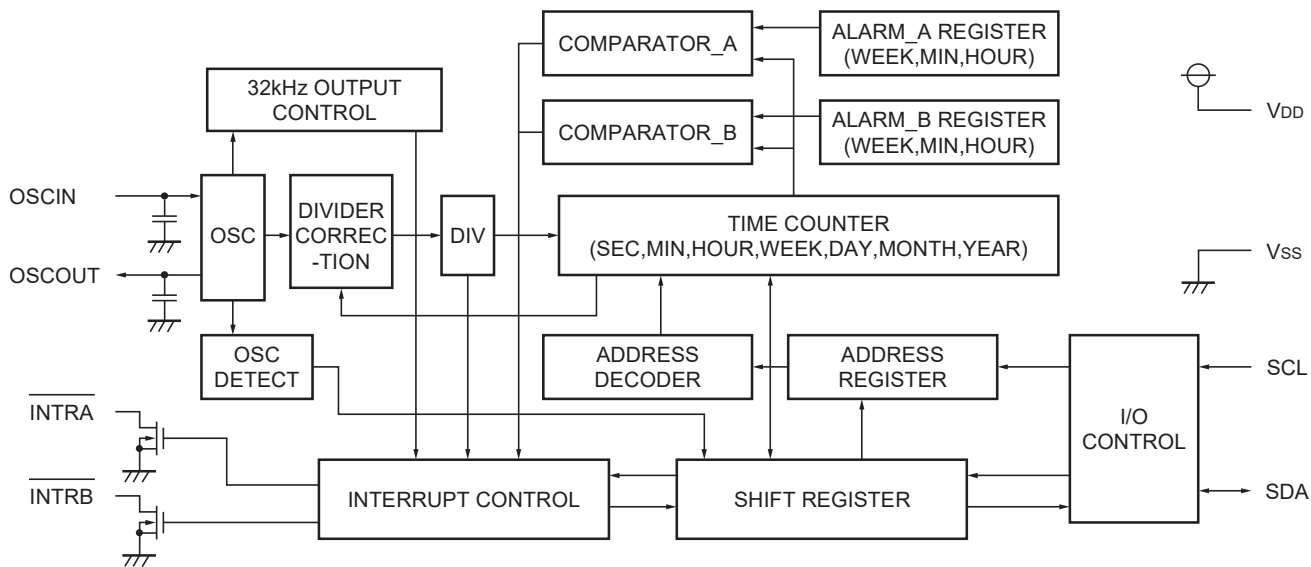 COMPARATOR_A
ALARM_A REGISTER
(WEEK,MIN,HOUR)
32kHz OUTPUT
CONTROL
COMPARATOR_B
ALARM_B REGISTER
(WEEK,MIN,HOUR)
VDD
OSCIN
OSC
DIVIDER
CORREC
-TION
DIV
TIME COUNTER
(SEC,MIN,HOUR,WEEK,DAY,MONTH,YEAR)
OSCOUT
VSS
OSC
DETECT
ADDRESS
DECODER
ADDRESS
REGISTER
I/O
CONTROL
SCL
INTRA
INTRB
INTERRUPT CONTROL
SHIFT REGISTER
SDA